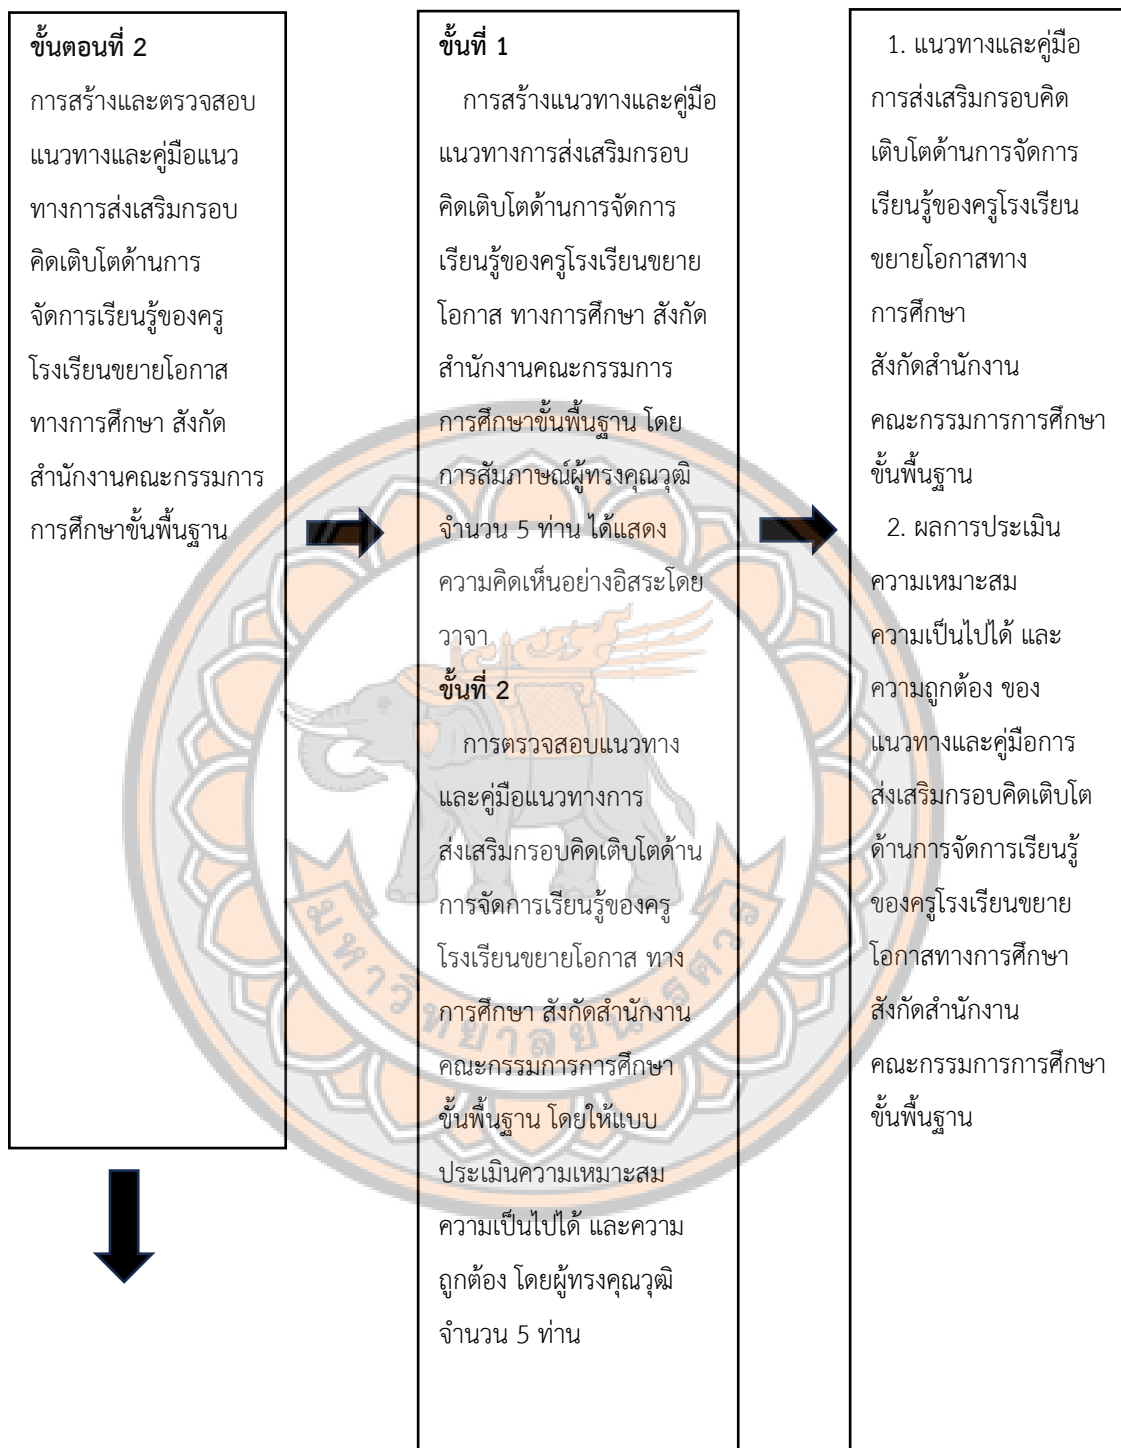 ขั้นตอนที่ 2
การสร้างและตรวจสอบ
แนวทางและคู่มือแนว
ทางการส่งเสริมกรอบ
คิดเติบโตด้านการ
จัดการเรียนรู้ของครู
โรงเรียนขยายโอกาส
ทางการศึกษา สังกัด
สำนักงานคณะกรรมการ
การศึกษาขั้นพื้นฐาน
ขั้นที่ 1
การสร้างแนวทางและคู่มือ
แนวทางการส่งเสริมกรอบ
คิดเติบโตด้านการจัดการ
เรียนรู้ของครูโรงเรียนขยาย
โอกาส ทางการศึกษา สังกัด
สำนักงานคณะกรรมการ
การศึกษาขั้นพื้นฐาน โดย
การสัมภาษณ์ผู้ทรงคุณวุฒิ
จำนวน 5 ท่าน ได้แสดง
ความคิดเห็นอย่างอิสระโดย
วาจา
ขั้นที่ 2
การตรวจสอบแนวทาง
และคู่มือแนวทางการ
ส่งเสริมกรอบคิดเติบโตด้าน
การจัดการเรียนรู้ของครู
โรงเรียนขยายโอกาส ทาง
การศึกษา สังกัดสำนักงาน
คณะกรรมการการศึกษา
ขั้นพื้นฐาน โดยให้แบบ
ประเมินความเหมาะสม
ความเป็นไปได้ และความ
ถูกต้อง โดยผู้ทรงคุณวุฒิ
จำนวน 5 ท่าน
1. แนวทางและคู่มือ
การส่งเสริมกรอบคิด
เติบโตด้านการจัดการ
เรียนรู้ของครูโรงเรียน
ขยายโอกาสทาง
การศึกษา
สังกัดสำนักงาน
คณะกรรมการการศึกษา
ขั้นพื้นฐาน
2. ผลการประเมิน
ความเหมาะสม
ความเป็นไปได้ และ
ความถูกต้อง ของ
แนวทางและคู่มือการ
ส่งเสริมกรอบคิดเติบโต
ด้านการจัดการเรียนรู้
ของครูโรงเรียนขยาย
โอกาสทางการศึกษา
สังกัดสำนักงาน
คณะกรรมการการศึกษา
ขั้นพื้นฐาน
มหาวิทยาลัยนเรศวร